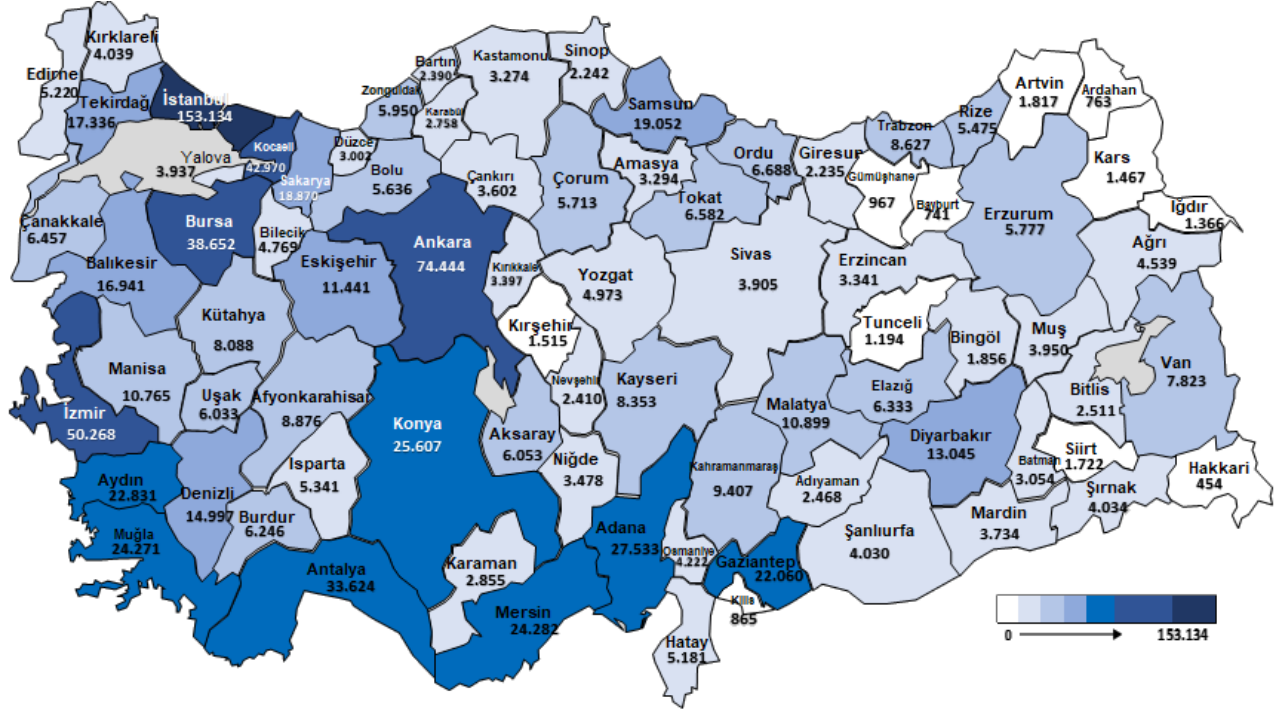 Kırklareli
4.039
Edirne
5.220
Tekirdağ
17.336
İstanbul
153.134
Yalova
3.937
Kocaeli
42.970
Sakarya
18.870
Düzce
3.002
Zonguldak
5.950
Bartın
2.390
Karabük
2.758
Kastamonu
3.274
Sinop
2.242
Samsun
19.052
Bolu
5.636
Çankırı
3.602
Çorum
5.713
Amasya
3.294
Tokat
6.582
Ordu
6.688
Giresun
2.235
Trabzon
8.627
Rize
5.475
Artvin
1.817
Ardahan
763
Kars
1.467
Iğdır
1.366
Gümüşhane
967
Bayburt
741
Erzurum
5.777
Ağrı
4.539
Çanakkale
6.457
Bursa
38.652
Bilecik
4.769
Balıkesir
16.941
Eskişehir
11.441
Ankara
74.444
Kırıkkale
3.397
Yozgat
4.973
Sivas
3.905
Erzincan
3.341
Tunceli
1.194
Bingöl
1.856
Muş
3.950
Kütahya
8.088
Kırşehir
1.515
Manisa
10.765
Uşak
6.033
Afyonkarahisar
8.876
Nevşehir
2.410
Kayseri
8.353
Malatya
10.899
Elazığ
6.333
Bitlis
2.511
Van
7.823
İzmir
50.268
Konya
25.607
Aksaray
6.053
Niğde
3.478
Diyarbakır
13.045
Batman
3.054
Siirt
1.722
Hakkari
454
Şırnak
4.034
Aydın
22.831
Denizli
14.997
Isparta
5.341
Burdur
6.246
Kahramanmaraş
9.407
Adıyaman
2.468
Mardin
3.734
Muğla
24.271
Antalya
33.624
Karaman
2.855
Mersin
24.282
Adana
27.533
Osmaniye
4.222
Gaziantep
22.060
Şanlıurfa
4.030
Kilis
865
Hatay
5.181
0 153.134